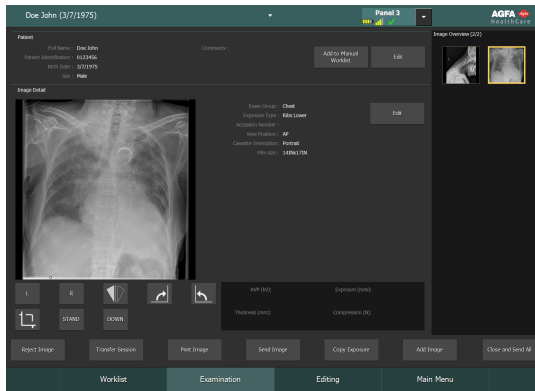 Doe John (3/7/1975)
Panel 3
AGFA
HealthCare
Patient
Full Name : Doe John
Comments :
Patient Identification : 0123456
Birth Date : 3/7/1975
Sex : Male
Add to Manual
Worklist
Edit
Image Overview (2/2)
Image Detail
Exam Group : Chest
Exposure Type : Ribs Lower
Accession Number :
View Position : AP
Cassette Orientation : Portrait
Film size : 14INx17IN
Edit
L
R
STAND
DOWN
KVP (kV):
Exposure (mAs):
Thickness (mm):
Compression (N):
Reject Image
Transfer Session
Print Image
Send Image
Copy Exposure
Add Image
Close and Send All
Worklist
Examination
Editing
Main Menu